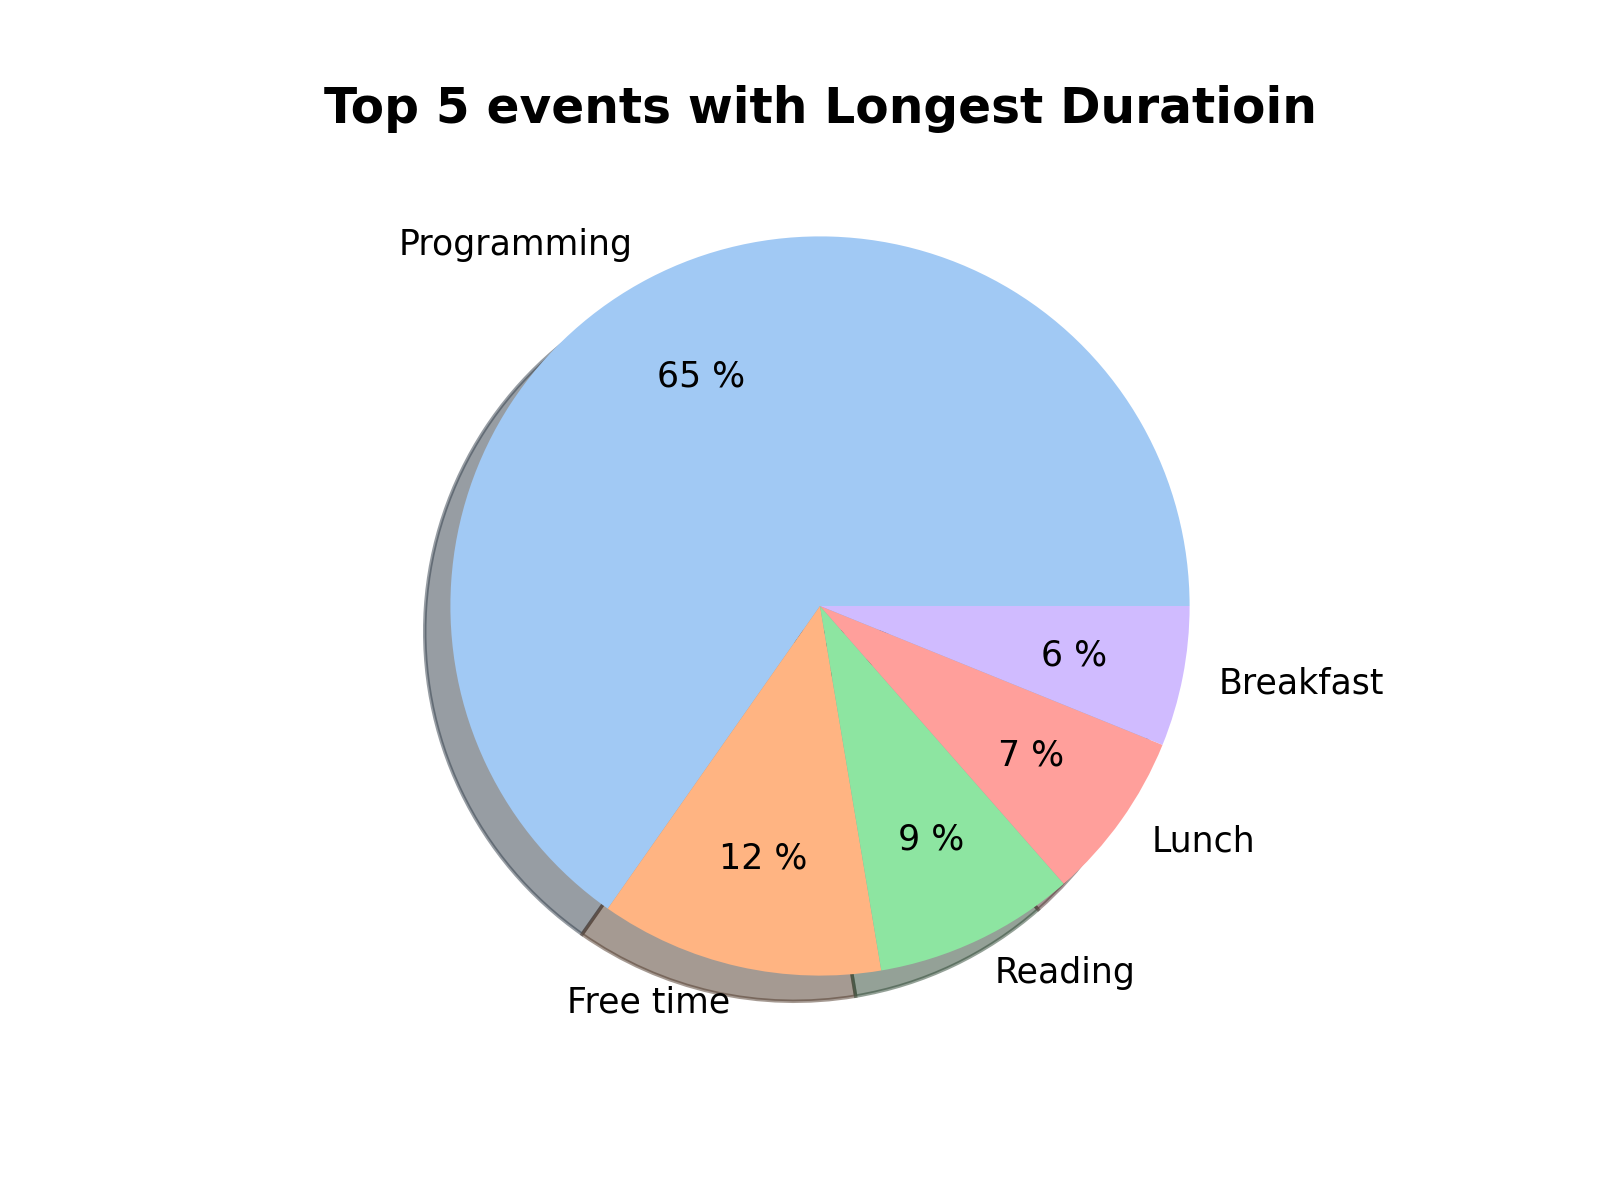 Top 5 events with Longest Duratioin
Programming
65 %
6 %
Breakfast
7 %
Lunch
9 %
12 %
Reading
Free time